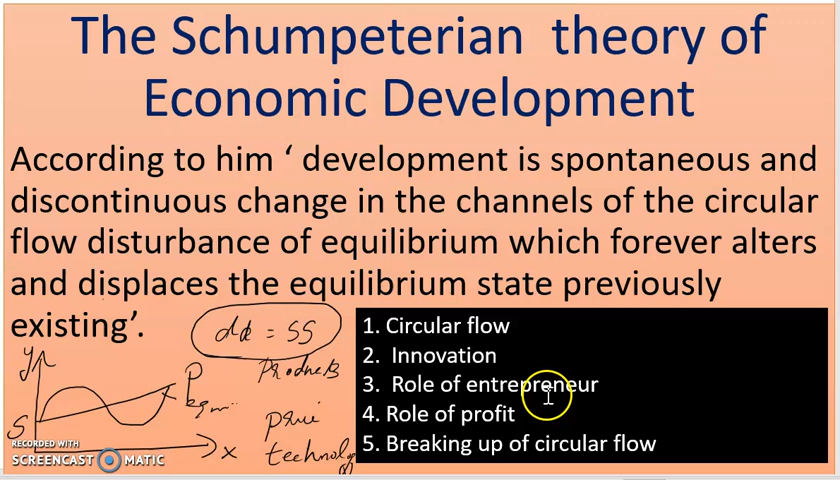 The Schumpeterian theory of
Economic Development
According to him ‘ development is spontaneous and
discontinuous change in the channels of the circular
flow disturbance of equilibrium which forever alters
and displaces the equilibrium state previously
existing’.
1. Circular flow
2. Innovation
3. Role of entrepreneur
4. Role of profit
5. Breaking up of circular flow
= SS
Products
y
P
S
x
technology
RECORDED WITH
SCREENCAST MATIC